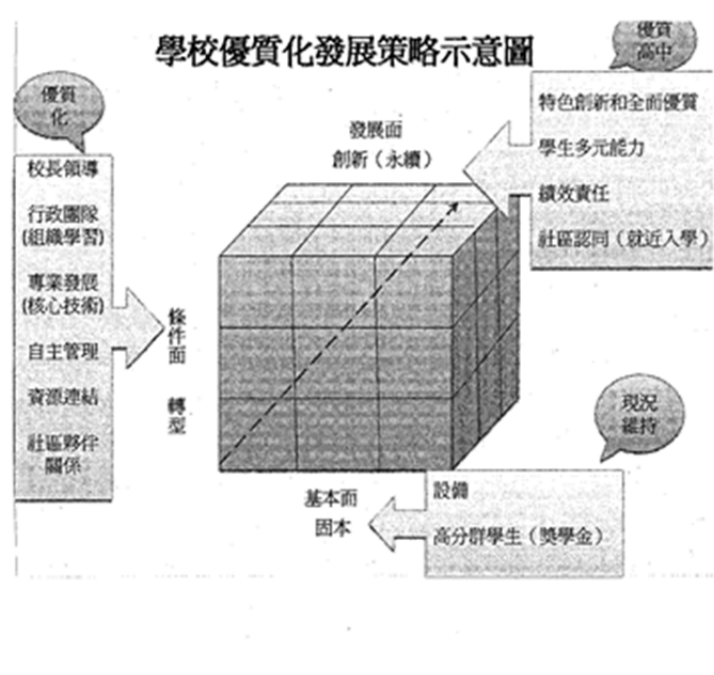 學校優質化發展策略示意圖
優質
高中
優質
化
特色創新和全面優質
學生多元能力
績效責任
社區認同（就近入學）
發展面
創新（永續）
校長領導
行政團隊
(組織學習)
專業發展
(核心技術)
自主管理
資源連結
社區夥伴
關係
條件面
轉型
現況
維持
基本面
固本
設備
高分群學生（獎學金）